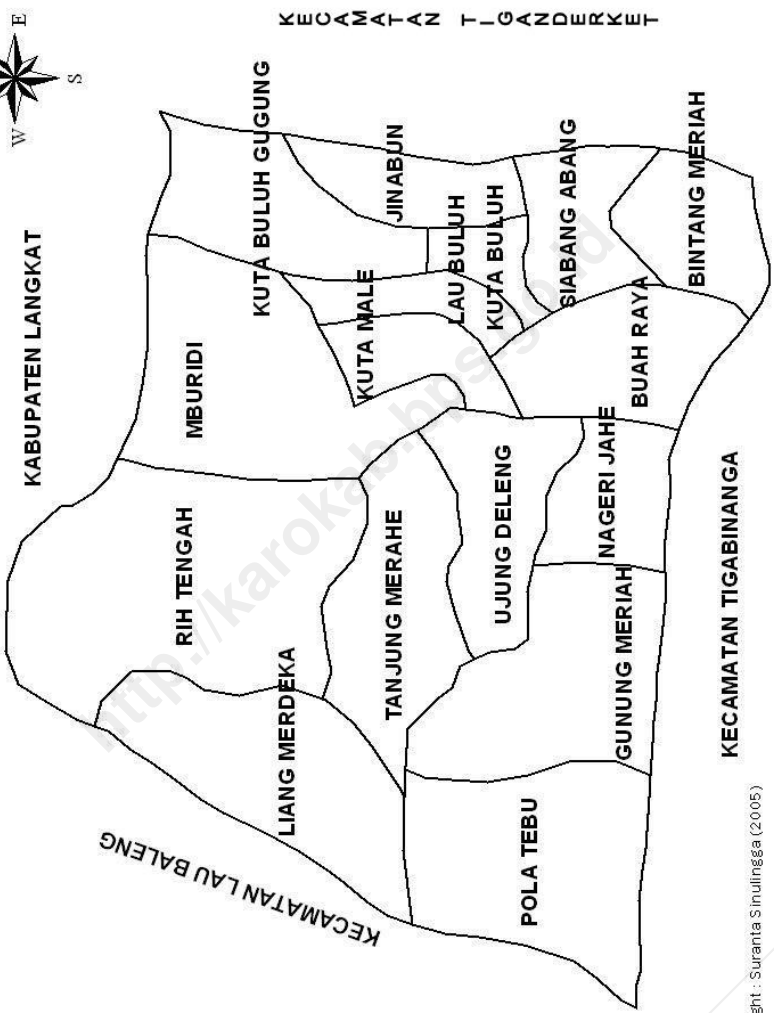 W
E
S
KABUPATEN LANGKAT
KECAMATAN TIGANDERKET
KUTA BULUH GUGUNG
JINABUN
MBURIDI
KUTA MALE
LAU BULUH
KUTA BULUH
SIABANG ABANG
BINTANG MERIAH
BUAH RAYA
RIH TENGAH
TANJUNG MERAHE
UJUNG DELENG
NAGERI JAHE
LIANG MERDEKA
GUNUNG MERIAH
POLA TEBU
KECAMATAN LAU BALENG
KECAMATAN TIGABINANGA
ght : Suranta Sinulingga (2005)
http://karokab.bps.go.id